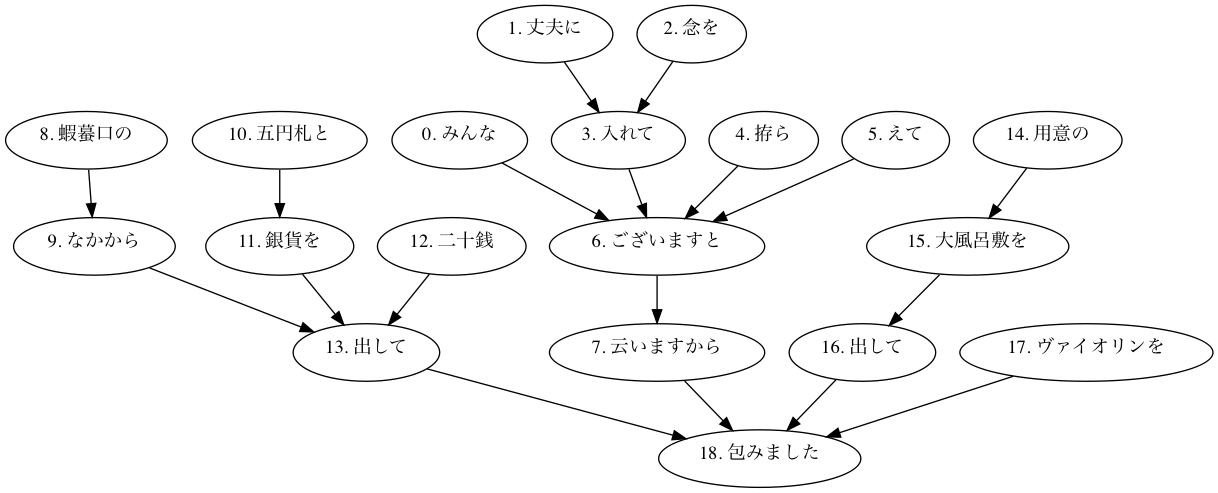 1. 丈夫に 2. 念を
8. 蝦蟇口の 10. 五円札と 0. みんな 3. 入れて 4. 拵ら 5. えて 14. 用意の
9. なかから 11. 銀貨を 12. 二十銭 6. ございますと 15. 大風呂敷を
13. 出して 7. 云いますから 16. 出して 17. ヴァイオリンを
18. 包みました